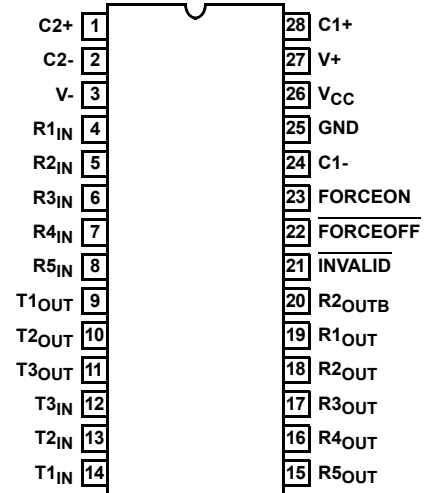 C2+ 1 28 C1+
C2- 2 27 V+
V- 3 26 VCC
R1IN 4 25 GND
R2IN 5 24 C1-
R3IN 6 23 FORCEON
R4IN 7 22 FORCEOFF
R5IN 8 21 INVALID
T1OUT 9 20 R2OUTB
T2OUT 10 19 R1OUT
T3OUT 11 18 R2OUT
T3IN 12 17 R3OUT
T2IN 13 16 R4OUT
T1IN 14 15 R5OUT